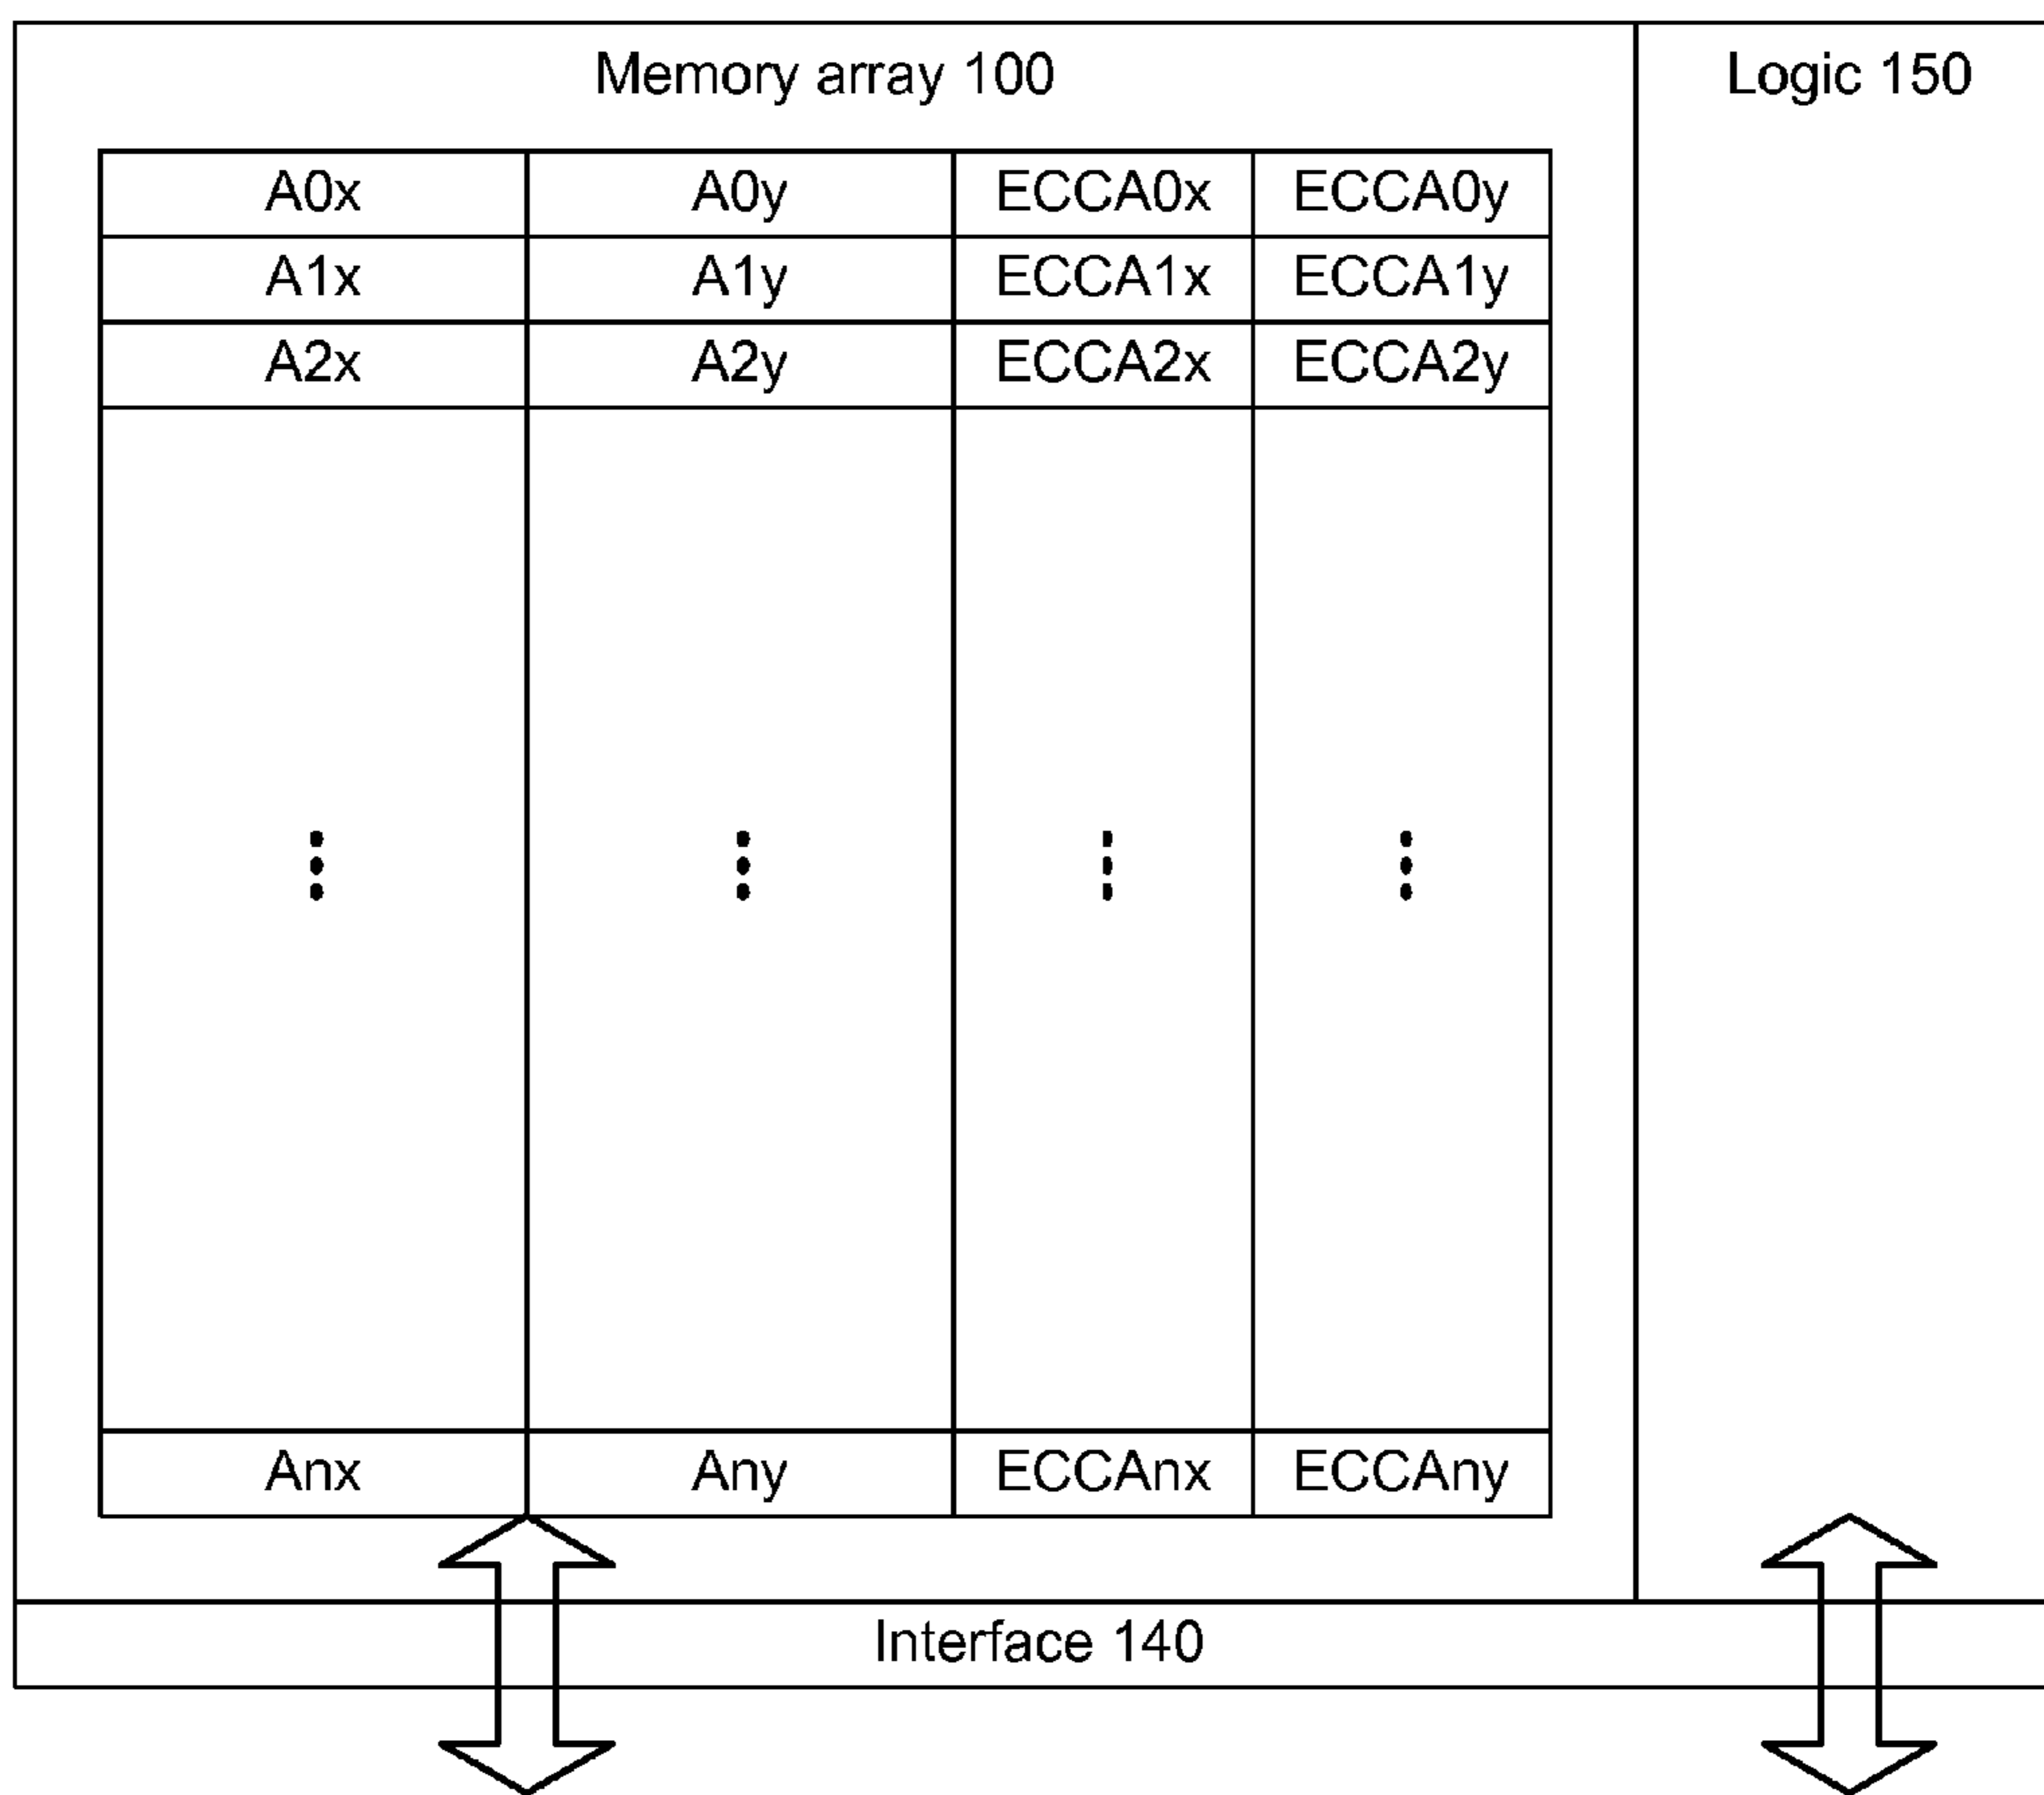 Memory array 100 Logic 150
A0x A0y ECCA0x ECCA0y
A1x A1y ECCA1x ECCA1y
A2x A2y ECCA2x ECCA2y
Anx Any ECCAnx ECCAny
Interface 140